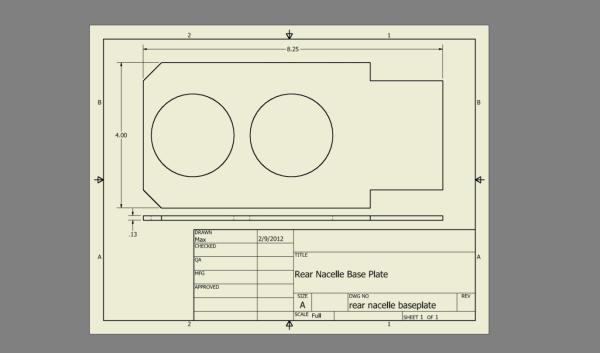 2
1
8.25
B
B
4.00
.13
A
A
DRAWN
Max
2/9/2012
CHECKED
QA
TITLE
MFG
Rear Nacelle Base Plate
APPROVED
SIZE
A
DWG NO
rear nacelle baseplate
REV
SCALE Full
SHEET 1 OF 1
2
1